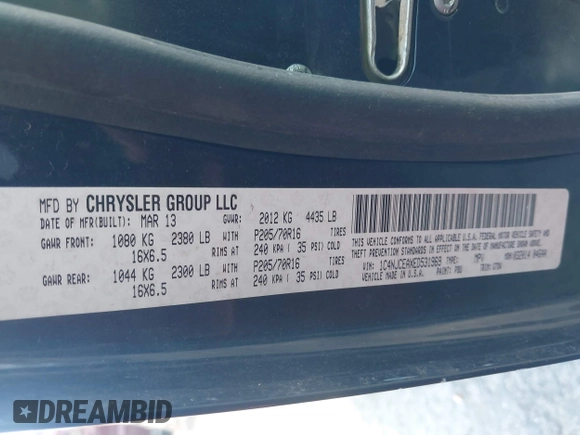 MFD BY CHRYSLER GROUP LLC
DATE OF MFR(BUILT): MAR 13 GVWR: 2012 KG 4435 LB
GAWR FRONT: 1080 KG 2380 LB WITH P205/70R16 TIRES
16X6.5 RIMS AT 240 KPA ( 35 PSI) COLD
GAWR REAR: 1044 KG 2300 LB WITH P205/70R16 TIRES
16X6.5 RIMS AT 240 KPA ( 35 PSI) COLD
THIS VEHICLE CONFORMS TO ALL APPLICABLE U.S.A. FEDERAL MOTOR VEHICLE SAFETY AND
THEFT PREVENTION STANDARDS IN EFFECT ON THE DATE OF MANUFACTURE SHOWN ABOVE.
VIN: TYPE: MPV
VEHICLE MADE IN U.S.A. PAINT: TRIM:
DREAMBID